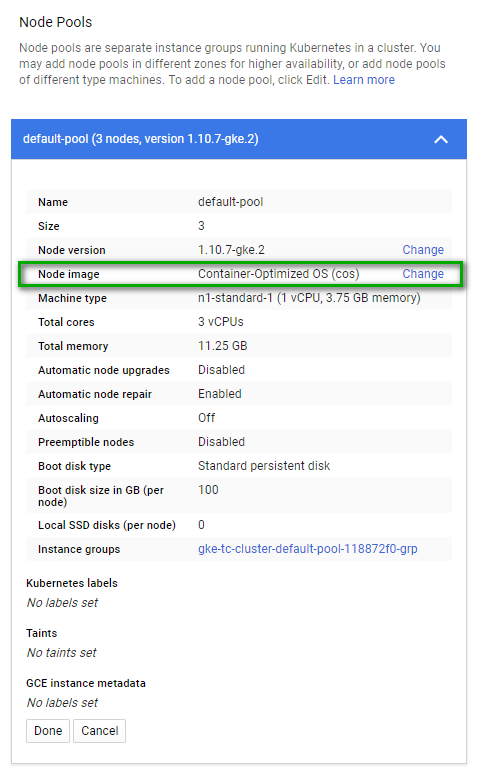 Node Pools
Node pools are separate instance groups running Kubernetes in a cluster. You
may add node pools in different zones for higher availability, or add node pools
of different type machines. To add a node pool, click Edit. Learn more
default-pool (3 nodes, version 1.10.7-gke.2)
Name default-pool
Size 3
Node version 1.10.7-gke.2 Change
Node image Container-Optimized OS (cos) Change
Machine type n1-standard-1 (1 vCPU, 3.75 GB memory)
Total cores 3 vCPUs
Total memory 11.25 GB
Automatic node upgrades Disabled
Automatic node repair Enabled
Autoscaling Off
Preemptible nodes Disabled
Boot disk type Standard persistent disk
Boot disk size in GB (per 100
node)
Local SSD disks (per node) 0
Instance groups gke-tc-cluster-default-pool-118872f0-grp
Kubernetes labels
No labels set
Taints
No taints set
GCE instance metadata
No labels set
Done Cancel